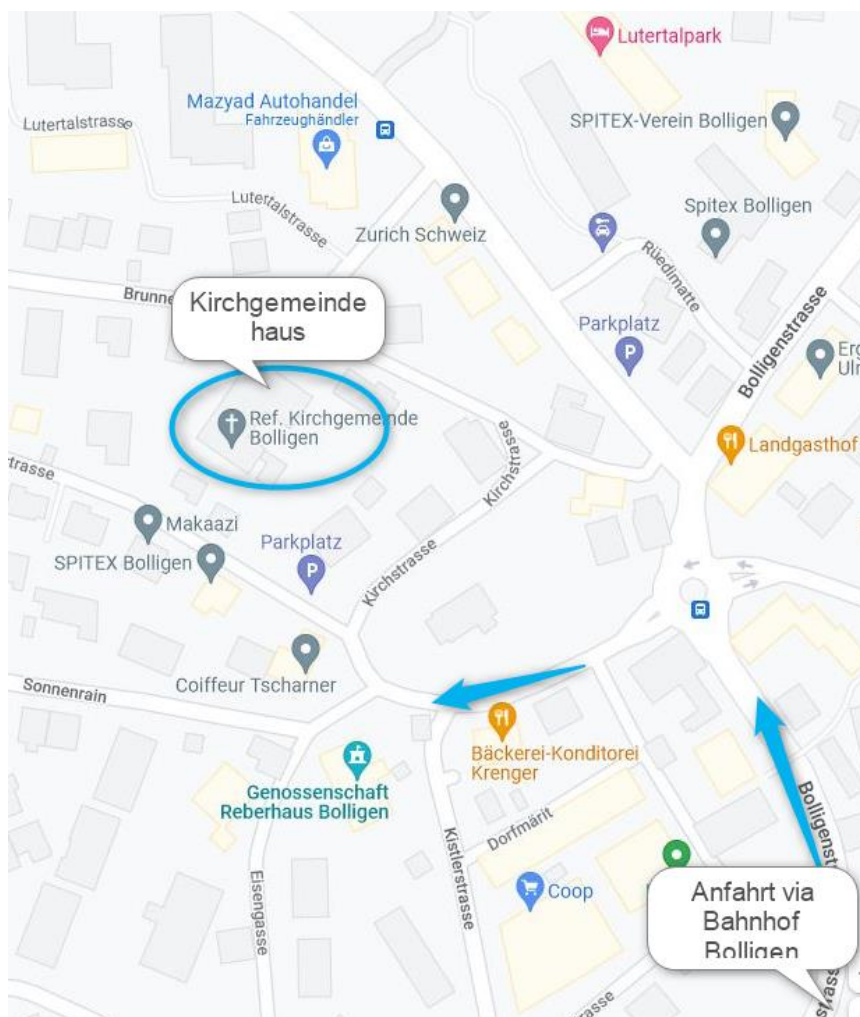 Lutertalpark
Mazyad Autohandel
Fahrzeughändler
Lutertalstrasse
SPITEX-Verein Bolligen
Lutertalstrasse
Zurich Schweiz
Spitex Bolligen
Rüedimatte
Kirchgemeinde
haus
Parkplatz
P
Bolligenstrasse
Ref. Kirchgemeinde
Bolligen
Landgasthof
Kirchstrasse
Makaazi
SPITEX Bolligen
Parkplatz
P
Kirchstrasse
Coiffeur Tscharner
Sonnenrain
Bäckerei-Konditorei
Krenger
Genossenschaft
Reberhaus Bolligen
Dorfmärit
Kistlerstrasse
Eisengasse
Coop
Anfahrt via
Bahnhof
Bolligen